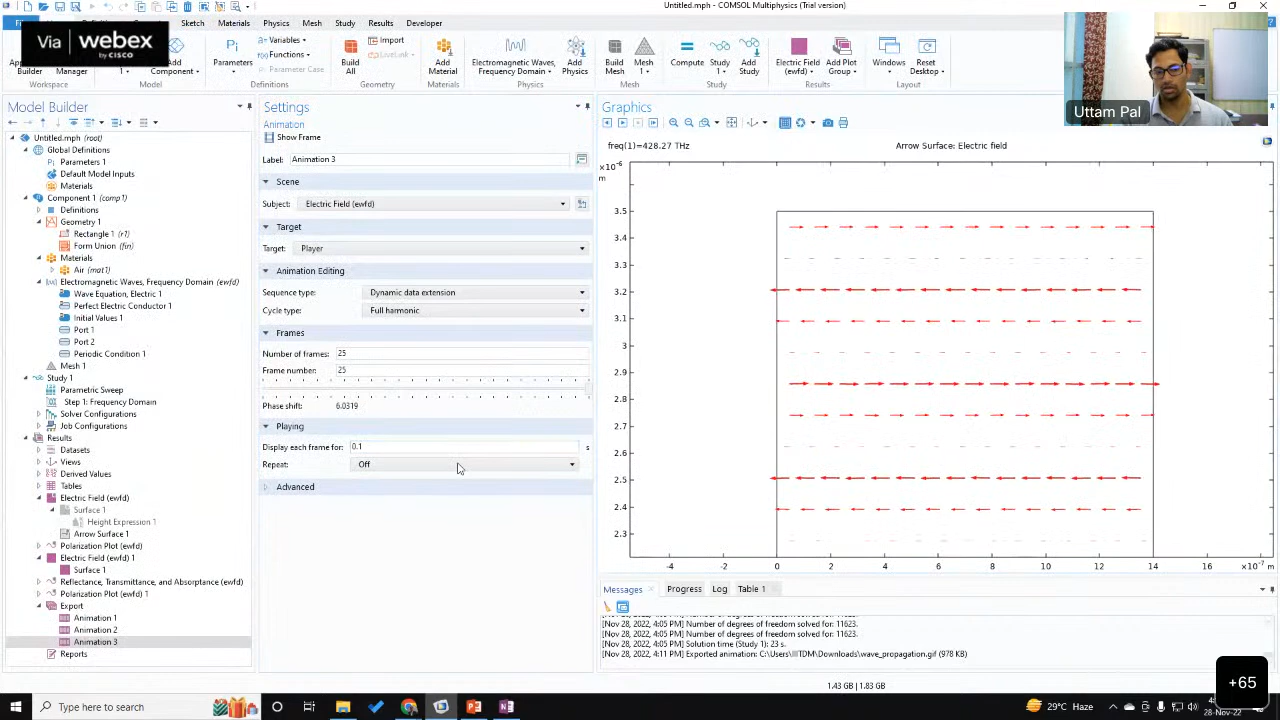 Untitled.mph - COMSOL Multiphysics (Trial version)
Via webex
by CISCO
Sketch Materials Mesh Study Results Developer
Builder Manager Component
Workspace Model
Pi Parameters
Variables
Functions
Parameter Case
Definitions
Build All
Import
LiveLink
Geometry
Add Material
Materials
Electromagnetic Waves, Frequency Domain
Add Physics
Physics
Build Mesh
Mesh 1
Mesh
Compute
Study 1
Add Study
Study
Electric Field (ewfd)
Add Plot Group
Results
Windows
Reset Desktop
Layout
Uttam Pal
Model Builder
Untitled.mph (root)
Global Definitions
Parameters 1
Default Model Inputs
Materials
Component 1 (comp1)
Definitions
Geometry 1
Rectangle 1 (r1)
Form Union (fin)
Materials
Air (mat1)
Electromagnetic Waves, Frequency Domain (ewfd)
Wave Equation, Electric 1
Perfect Electric Conductor 1
Initial Values 1
Port 1
Port 2
Periodic Condition 1
Mesh 1
Study 1
Parametric Sweep
Step 1: Frequency Domain
Solver Configurations
Job Configurations
Results
Datasets
Views
Derived Values
Tables
Electric Field (ewfd)
Surface 1
Height Expression 1
Arrow Surface 1
Polarization Plot (ewfd)
Electric Field (ewfd) 1
Surface 1
Reflectance, Transmittance, and Absorptance (ewfd)
Polarization Plot (ewfd) 1
Export
Animation 1
Animation 2
Animation 3
Reports
Settings
Animation
Show Frame
Label: Animation 3
Scene
Subject: Electric Field (ewfd)
Target
Target: Player
Animation Editing
Sequence type: Dynamic data extension
Cycle type: Full harmonic
Frames
Number of frames: 25
Frame number: 25
Phase shift: 6.0319
Playing
Display each frame for: 0.1 s
Repeat: Off
Advanced
Graphics
freq(1)=428.27 THz Arrow Surface: Electric field
×10⁻⁶
m
3.5
3.4
3.3
3.2
3.1
3
2.9
2.8
2.7
2.6
2.5
2.4
2.3
-4 -2 0 2 4 6 8 10 12 14 16 ×10⁻⁷ m
Messages Progress Log Table 1
[Nov 28, 2022, 4:05 PM] Number of degrees of freedom solved for: 11623.
[Nov 28, 2022, 4:05 PM] Number of degrees of freedom solved for: 11623.
[Nov 28, 2022, 4:05 PM] Solution time (Study 1): 23 s.
[Nov 28, 2022, 4:11 PM] Exported animation: C:\Users\IIITDM\Downloads\wave_propagation.gif (978 KB)
1.43 GB | 1.83 GB
+65
Type here to search
29°C Haze
28-Nov-22